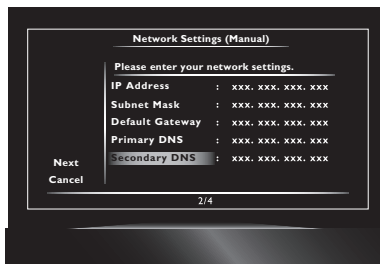 Network Settings (Manual)
Please enter your network settings.
IP Address : xxx. xxx. xxx. xxx
Subnet Mask : xxx. xxx. xxx. xxx
Default Gateway : xxx. xxx. xxx. xxx
Primary DNS : xxx. xxx. xxx. xxx
Secondary DNS : xxx. xxx. xxx. xxx
Next
Cancel
2/4